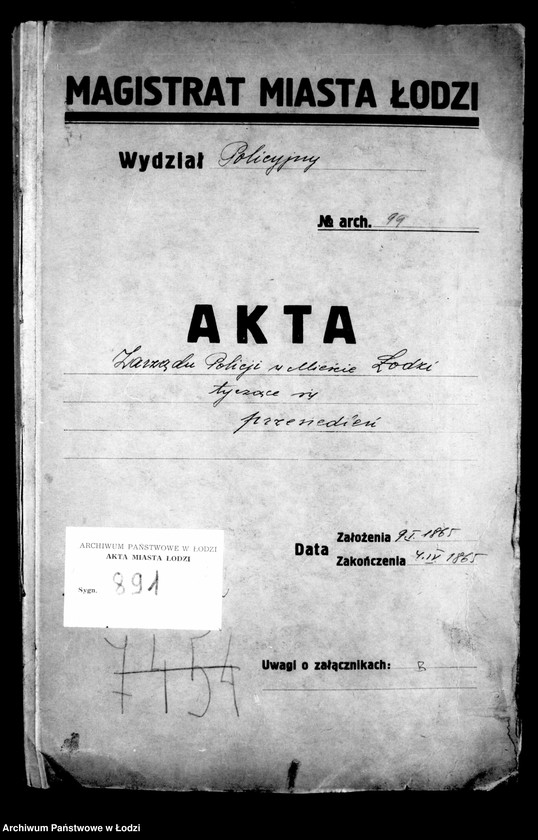 MAGISTRAT MIASTA ŁODZI
Wydział Policyjny
№ arch. 99
AKTA
Zarządu Policji w Mieście Łodzi
tyczące się
przesiedleń
Data
Założenia 9.I.1865
Zakończenia 4.IV 1865
ARCHIWUM PAŃSTWOWE W ŁODZI
AKTA MIASTA ŁODZI
Sygn. 891
7454
Uwagi o załącznikach: B
Archiwum Państwowe w Łodzi